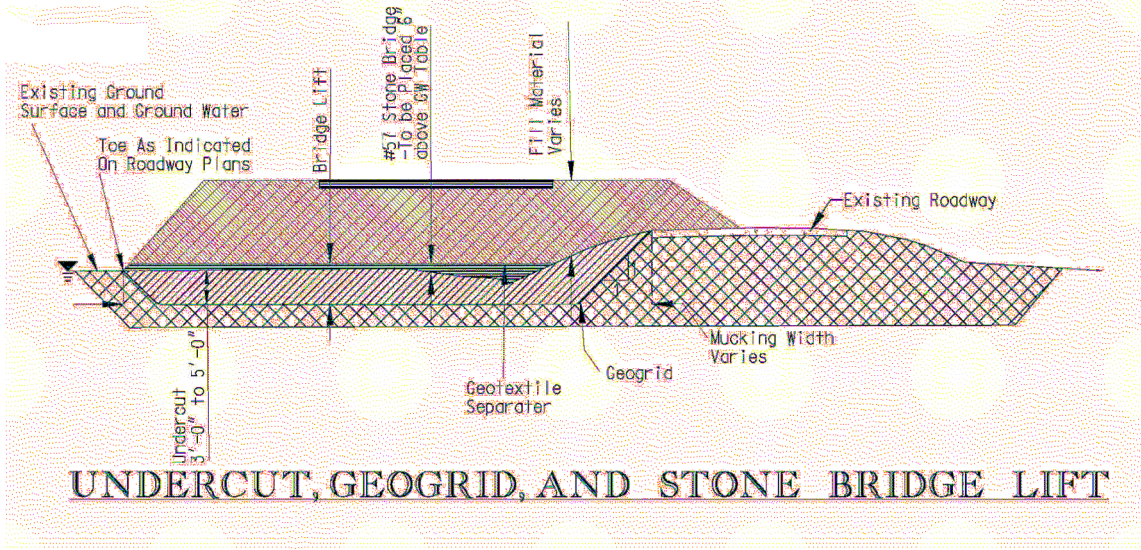 Existing Ground
Surface and Ground Water
Toe As Indicated
On Roadway Plans
Bridge Lift
#57 Stone Bridge
-To be Placed 6"
above GW Table
Fill Material
Varies
Existing Roadway
Mucking Width
Varies
Geogrid
Geotextile
Separater
Undercut
3'-0" to 5'-0"
UNDERCUT, GEOGRID, AND STONE BRIDGE LIFT